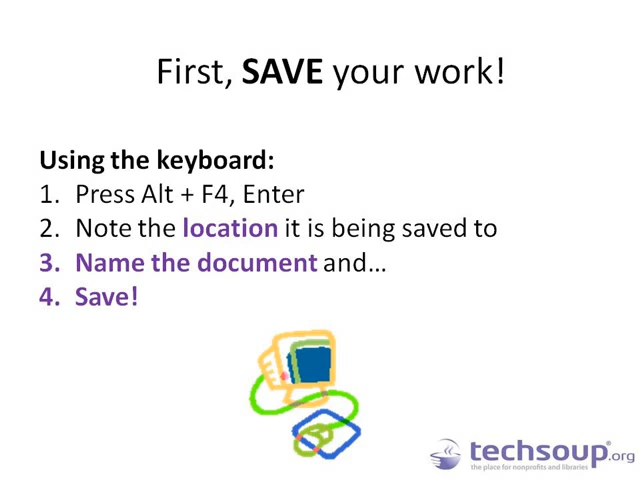 First, SAVE your work!
Using the keyboard:
1. Press Alt + F4, Enter
2. Note the location it is being saved to
3. Name the document and…
4. Save!
techsoup®.org
the place for nonprofits and libraries